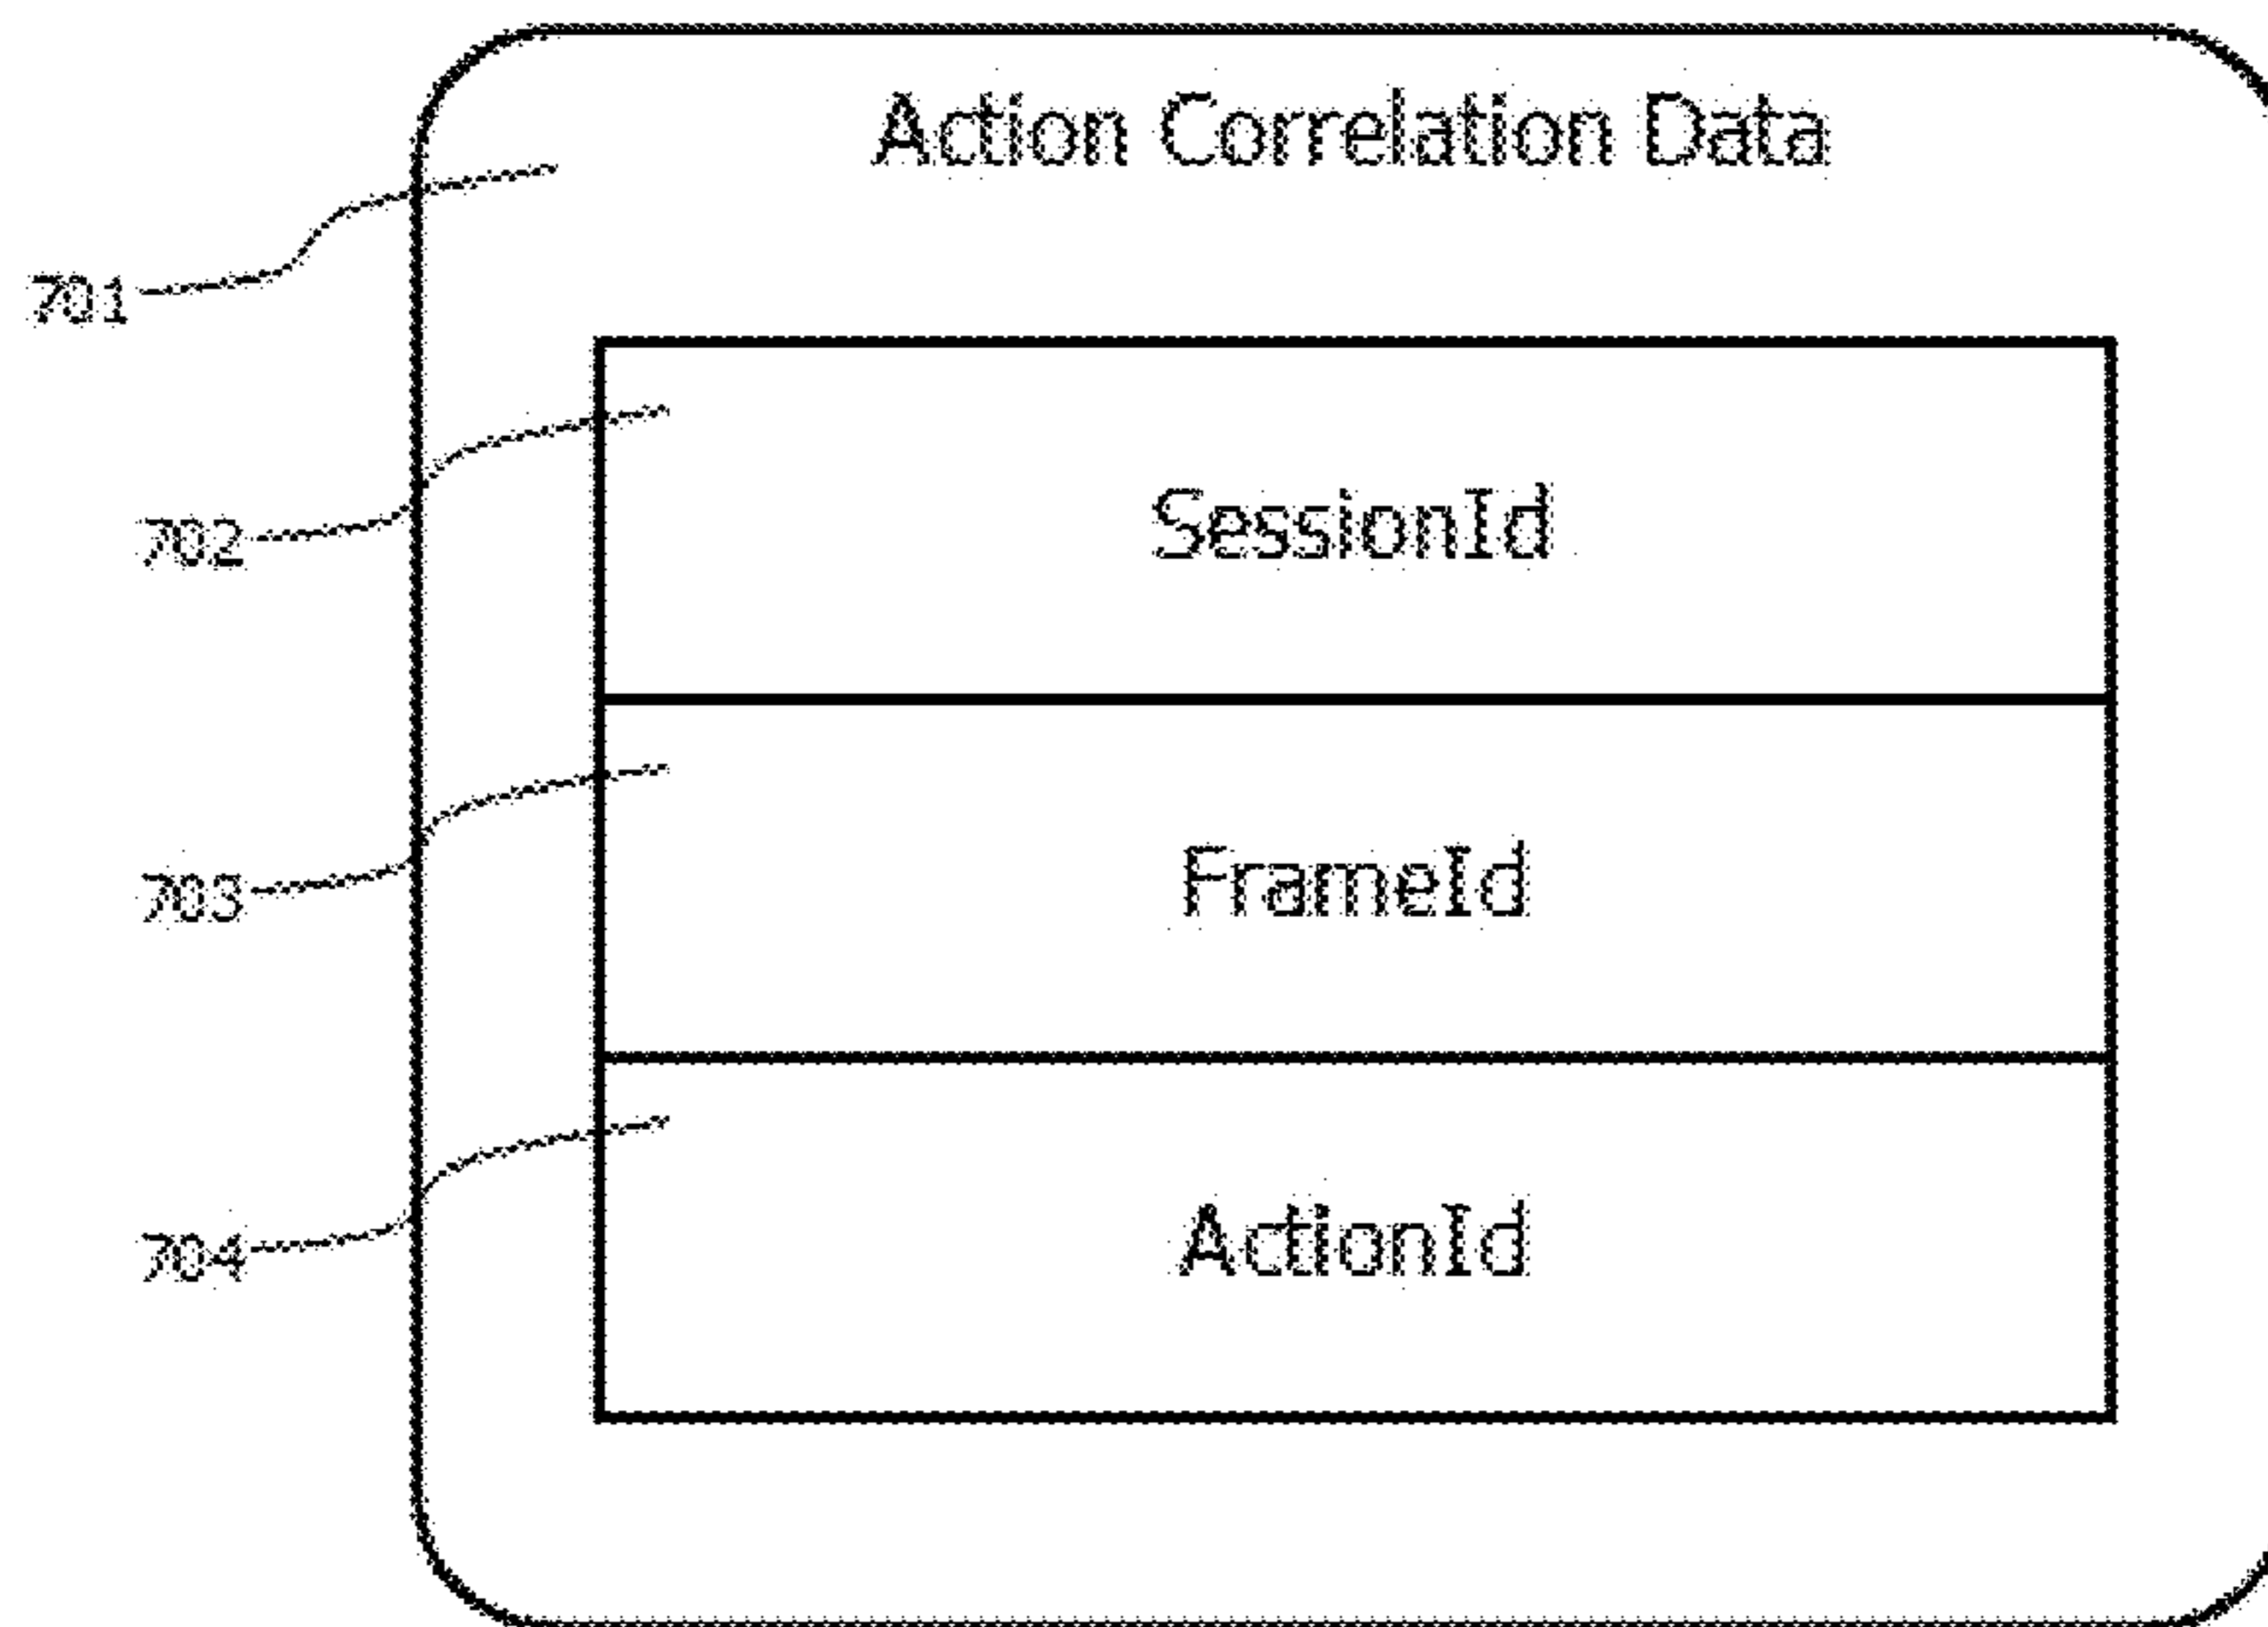 Action Correlation Data
701
702
SessionId
703
FrameId
704
ActionId